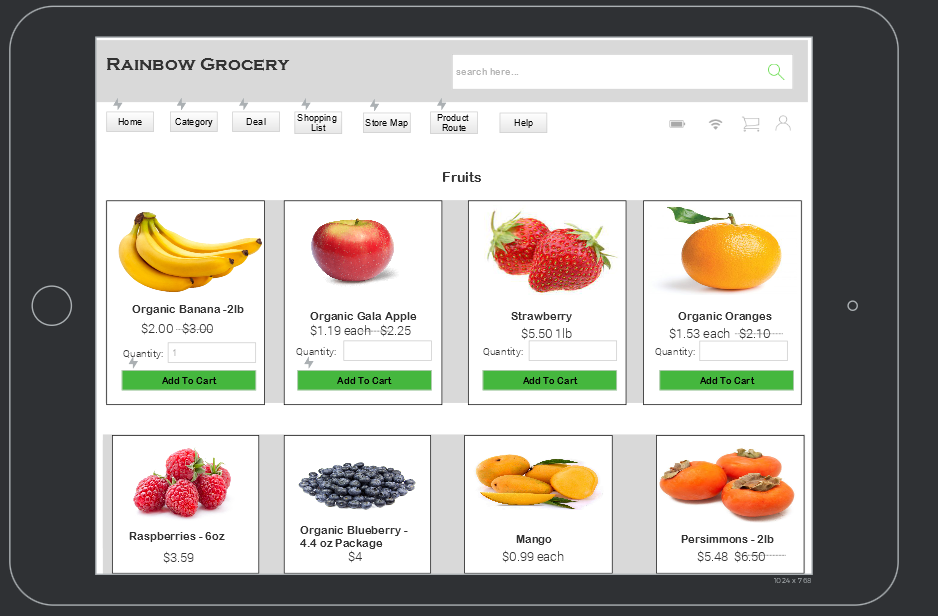 Rainbow Grocery
search here...
Home
Category
Deal
Shopping
List
Store Map
Product
Route
Help
Fruits
Organic Banana -2lb
$2.00 $3.00
Quantity: 1
Add To Cart
Organic Gala Apple
$1.19 each $2.25
Quantity:
Add To Cart
Strawberry
$5.50 1lb
Quantity:
Add To Cart
Organic Oranges
$1.53 each $2.10
Quantity:
Add To Cart
Raspberries - 6oz
$3.59
Organic Blueberry -
4.4 oz Package
$4
Mango
$0.99 each
Persimmons - 2lb
$5.48 $6.50
1024 x 768